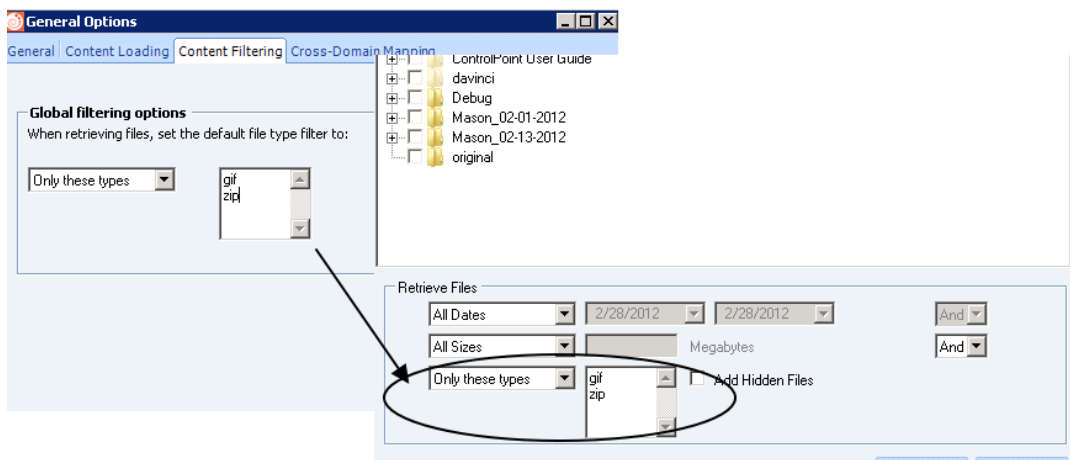 General Options
General Content Loading Content Filtering Cross-Domain Mapping
Global filtering options
When retrieving files, set the default file type filter to:
Only these types
gif
zip
ControlPoint User Guide
davinci
Debug
Mason_02-01-2012
Mason_02-13-2012
original
Retrieve Files
All Dates 2/28/2012 2/28/2012 And
All Sizes Megabytes And
Only these types gif Add Hidden Files
zip